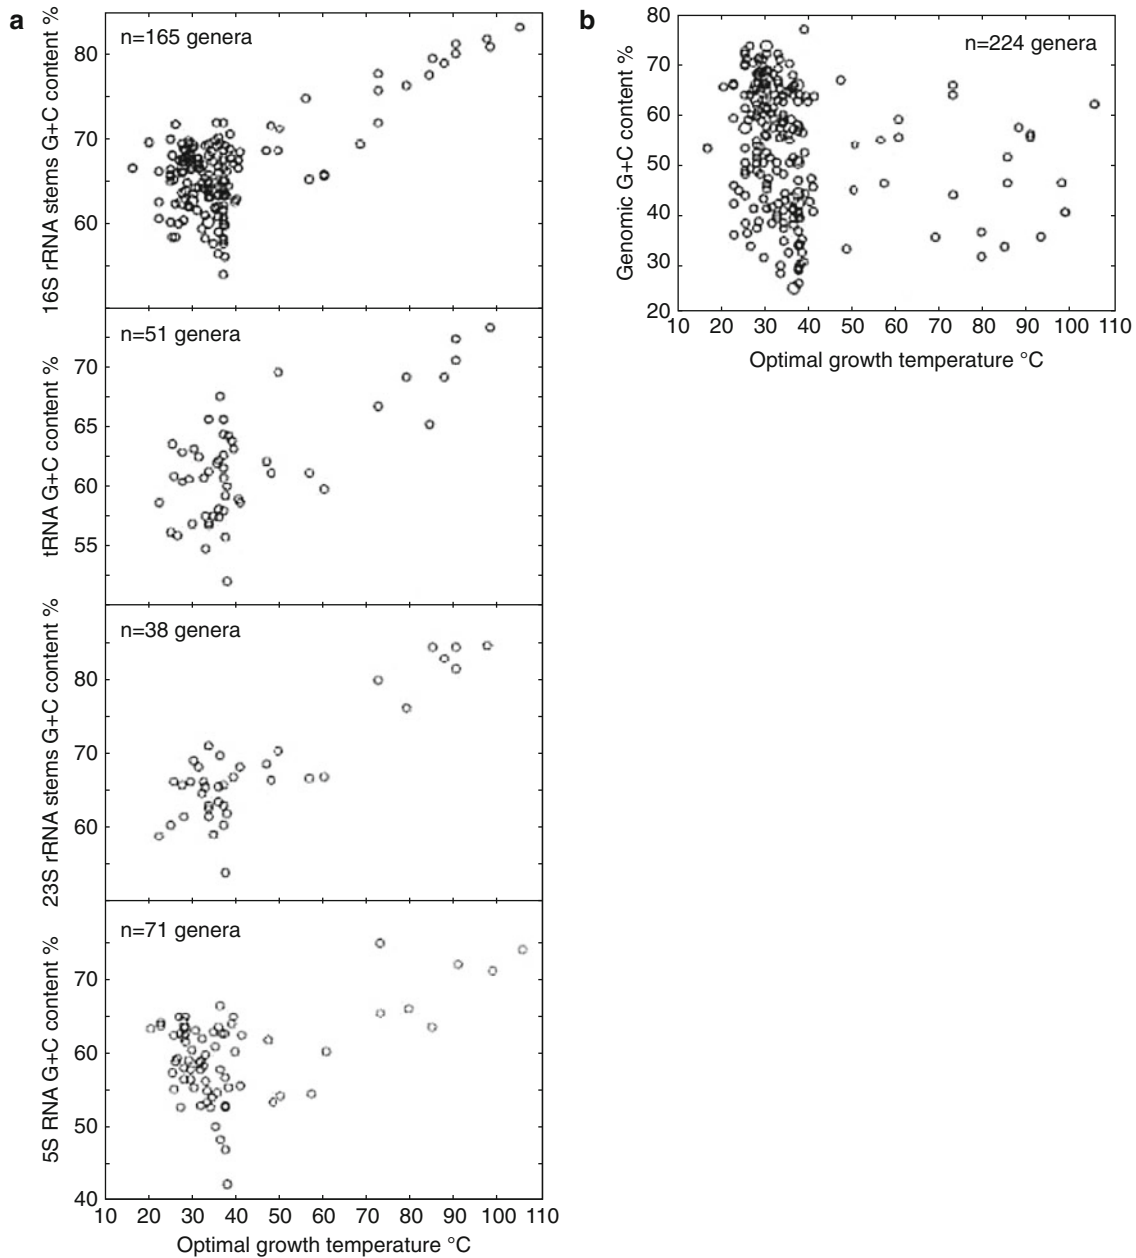 a
16S rRNA stems G+C content %
n=165 genera
80
70
60
tRNA G+C content %
n=51 genera
70
65
60
55
23S rRNA stems G+C content %
n=38 genera
80
70
60
5S RNA G+C content %
n=71 genera
70
60
50
40
10 20 30 40 50 60 70 80 90 100 110
Optimal growth temperature °C
b
Genomic G+C content %
n=224 genera
80
70
60
50
40
30
20
10 20 30 40 50 60 70 80 90 100 110
Optimal growth temperature °C